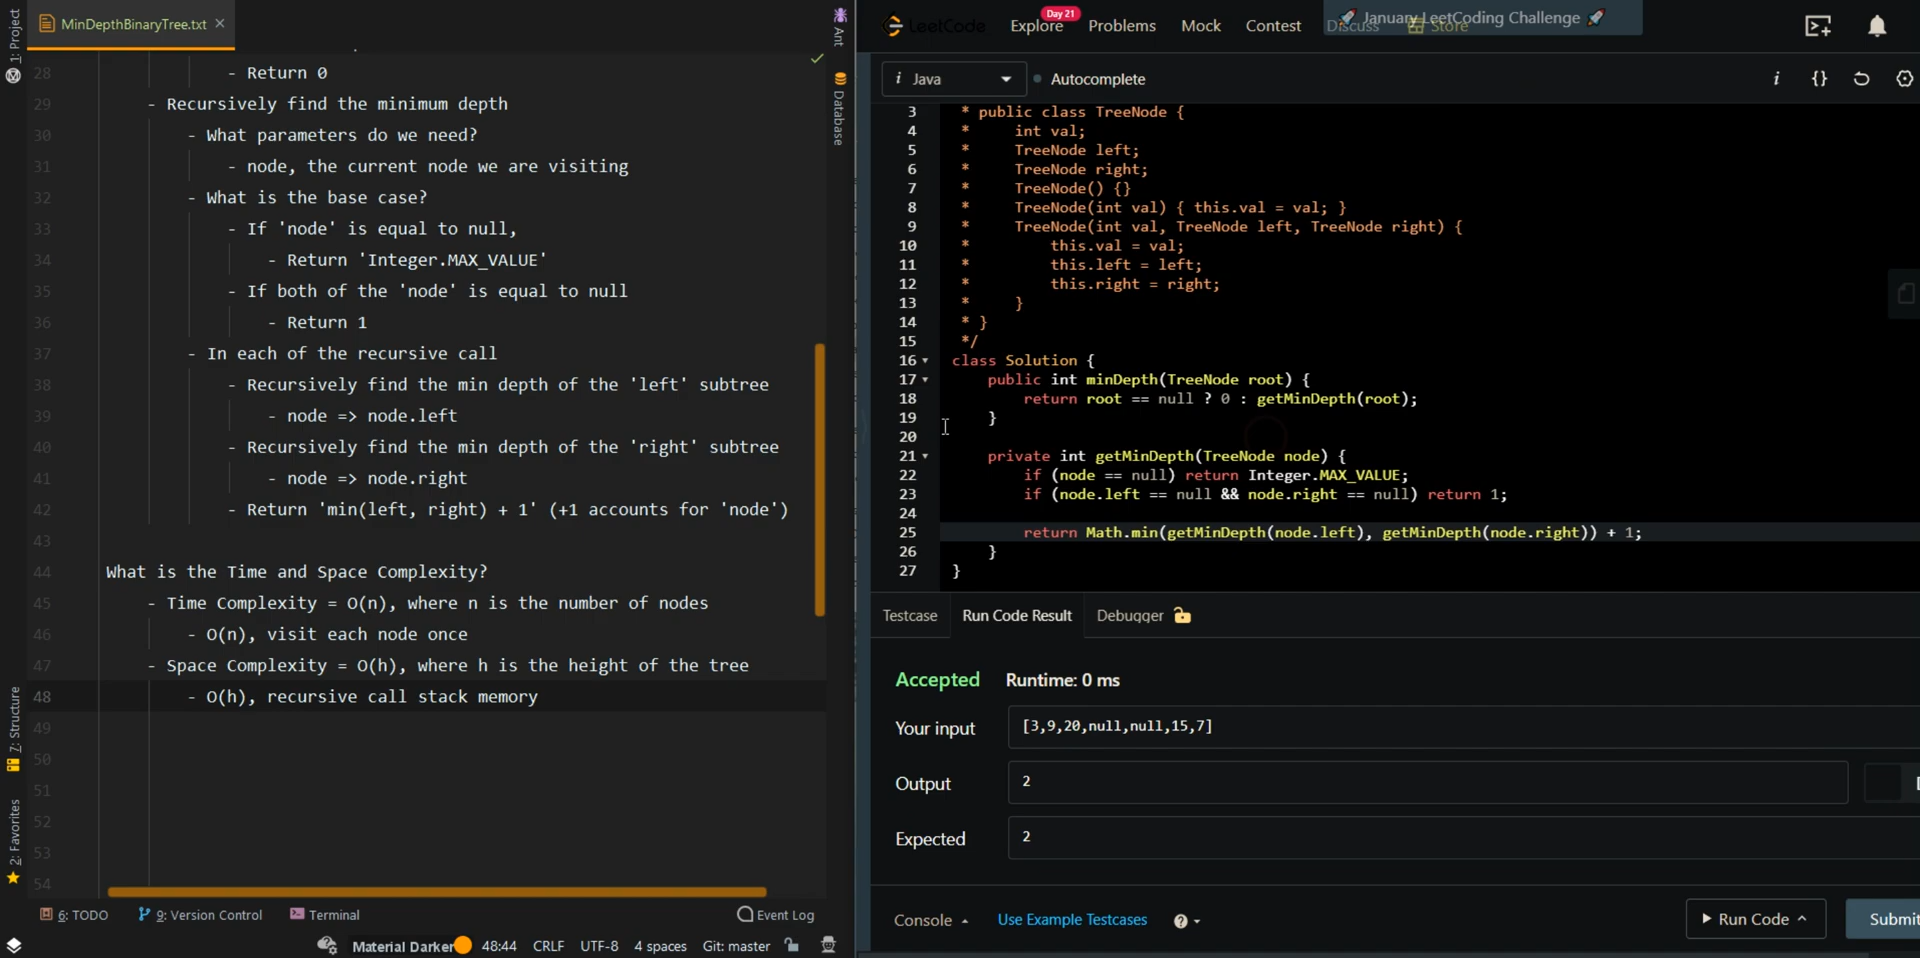 MinDepthBinaryTree.txt
1: Project
Ant
Database
7: Structure
2: Favorites
28 - Return 0
29 - Recursively find the minimum depth
30 - What parameters do we need?
31 - node, the current node we are visiting
32 - What is the base case?
33 - If 'node' is equal to null,
34 - Return 'Integer.MAX_VALUE'
35 - If both of the 'node' is equal to null
36 - Return 1
37 - In each of the recursive call
38 - Recursively find the min depth of the 'left' subtree
39 - node => node.left
40 - Recursively find the min depth of the 'right' subtree
41 - node => node.right
42 - Return 'min(left, right) + 1' (+1 accounts for 'node')
43
44 What is the Time and Space Complexity?
45 - Time Complexity = O(n), where n is the number of nodes
46 - O(n), visit each node once
47 - Space Complexity = O(h), where h is the height of the tree
48 - O(h), recursive call stack memory
49
50
51
52
53
54
6: TODO 9: Version Control Terminal Event Log
Material Darker 48:44 CRLF UTF-8 4 spaces Git: master
LeetCode Explore Day 21 Problems Mock Contest Discuss Store
January LeetCoding Challenge
i Java Autocomplete i {}
3 * public class TreeNode {
4 * int val;
5 * TreeNode left;
6 * TreeNode right;
7 * TreeNode() {}
8 * TreeNode(int val) { this.val = val; }
9 * TreeNode(int val, TreeNode left, TreeNode right) {
10 * this.val = val;
11 * this.left = left;
12 * this.right = right;
13 * }
14 * }
15 */
16 class Solution {
17 public int minDepth(TreeNode root) {
18 return root == null ? 0 : getMinDepth(root);
19 }
20
21 private int getMinDepth(TreeNode node) {
22 if (node == null) return Integer.MAX_VALUE;
23 if (node.left == null && node.right == null) return 1;
24
25 return Math.min(getMinDepth(node.left), getMinDepth(node.right)) + 1;
26 }
27 }
Testcase Run Code Result Debugger
Accepted Runtime: 0 ms
Your input [3,9,20,null,null,15,7]
Output 2
Expected 2
Console Use Example Testcases ? Run Code Submit